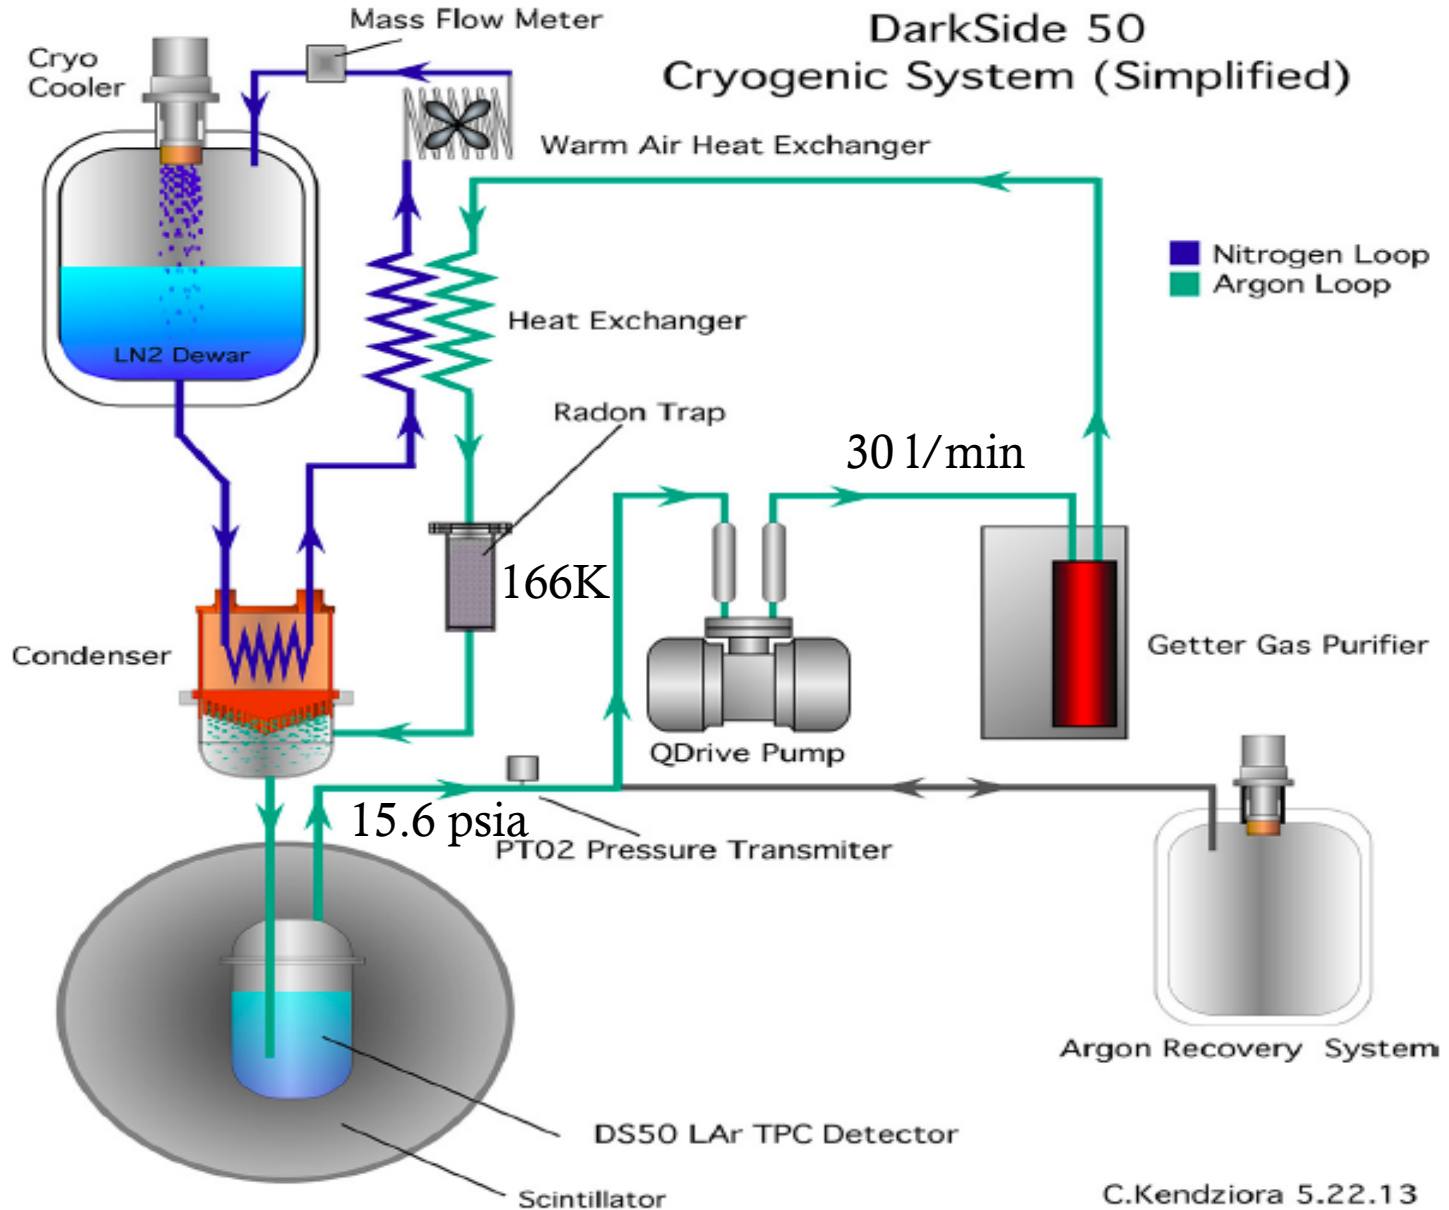 Mass Flow Meter
DarkSide 50
Cryogenic System (Simplified)
Cryo
Cooler
Warm Air Heat Exchanger
Nitrogen Loop
Argon Loop
Heat Exchanger
LN2 Dewar
Radon Trap
30 l/min
166K
Condenser
Getter Gas Purifier
QDrive Pump
15.6 psia
PT02 Pressure Transmiter
Argon Recovery System
DS50 LAr TPC Detector
Scintillator
C.Kendziora 5.22.13